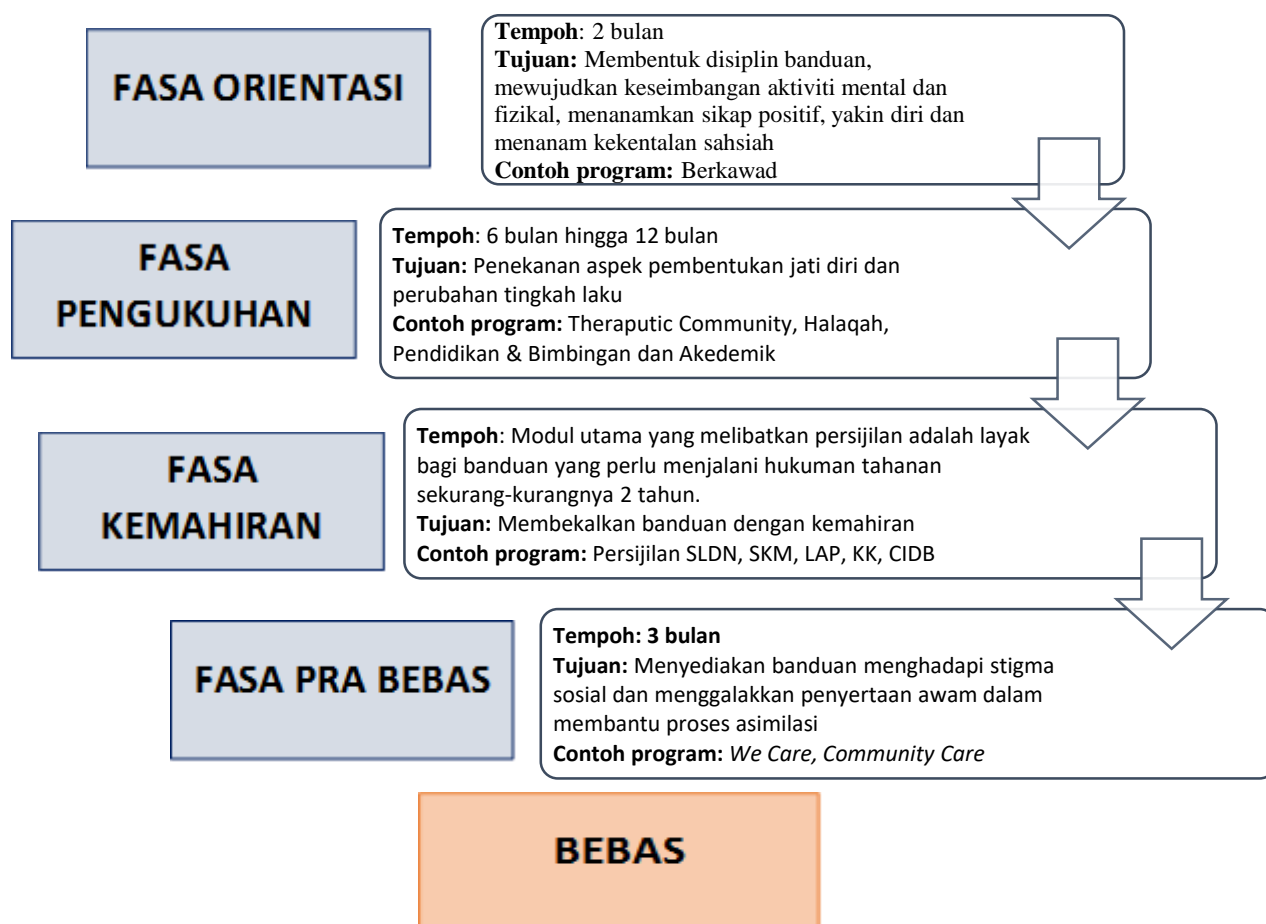 FASA ORIENTASI
Tempoh: 2 bulan
Tujuan: Membentuk disiplin banduan,
mewujudkan keseimbangan aktiviti mental dan
fizikal, menanamkan sikap positif, yakin diri dan
menanam kekentalan sahsiah
Contoh program: Berkawad
FASA
PENGUKUHAN
Tempoh: 6 bulan hingga 12 bulan
Tujuan: Penekanan aspek pembentukan jati diri dan
perubahan tingkah laku
Contoh program: Theraputic Community, Halaqah,
Pendidikan & Bimbingan dan Akedemik
FASA
KEMAHIRAN
Tempoh: Modul utama yang melibatkan persijilan adalah layak
bagi banduan yang perlu menjalani hukuman tahanan
sekurang-kurangnya 2 tahun.
Tujuan: Membekalkan banduan dengan kemahiran
Contoh program: Persijilan SLDN, SKM, LAP, KK, CIDB
FASA PRA BEBAS
Tempoh: 3 bulan
Tujuan: Menyediakan banduan menghadapi stigma
sosial dan menggalakkan penyertaan awam dalam
membantu proses asimilasi
Contoh program: We Care, Community Care
BEBAS